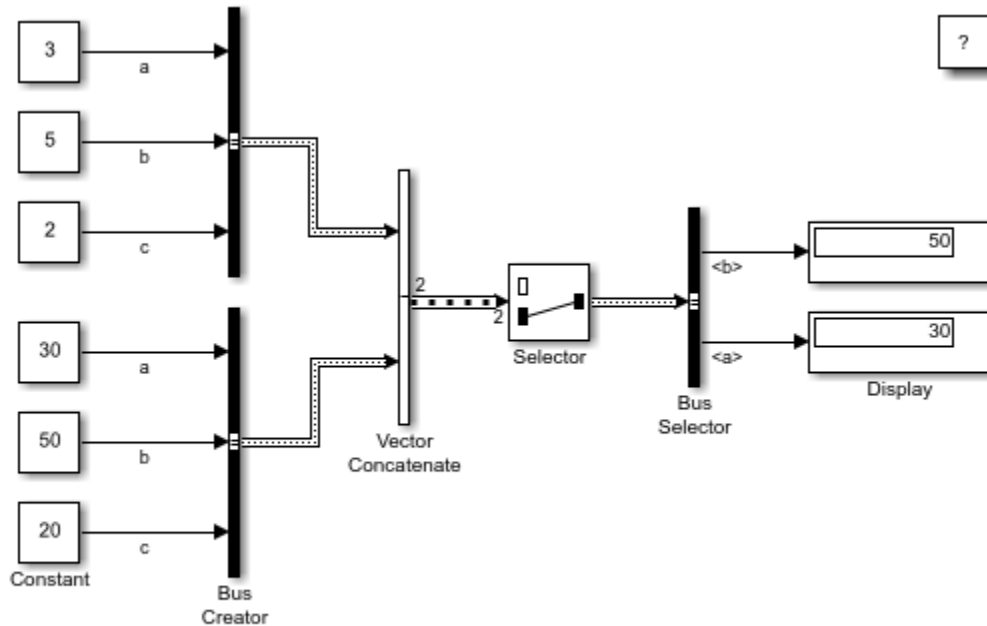 3
a
?
5
b
2
c
2
2
Selector
<b>
50
<a>
30
Display
Bus
Selector
Vector
Concatenate
30
a
50
b
20
c
Constant
Bus
Creator